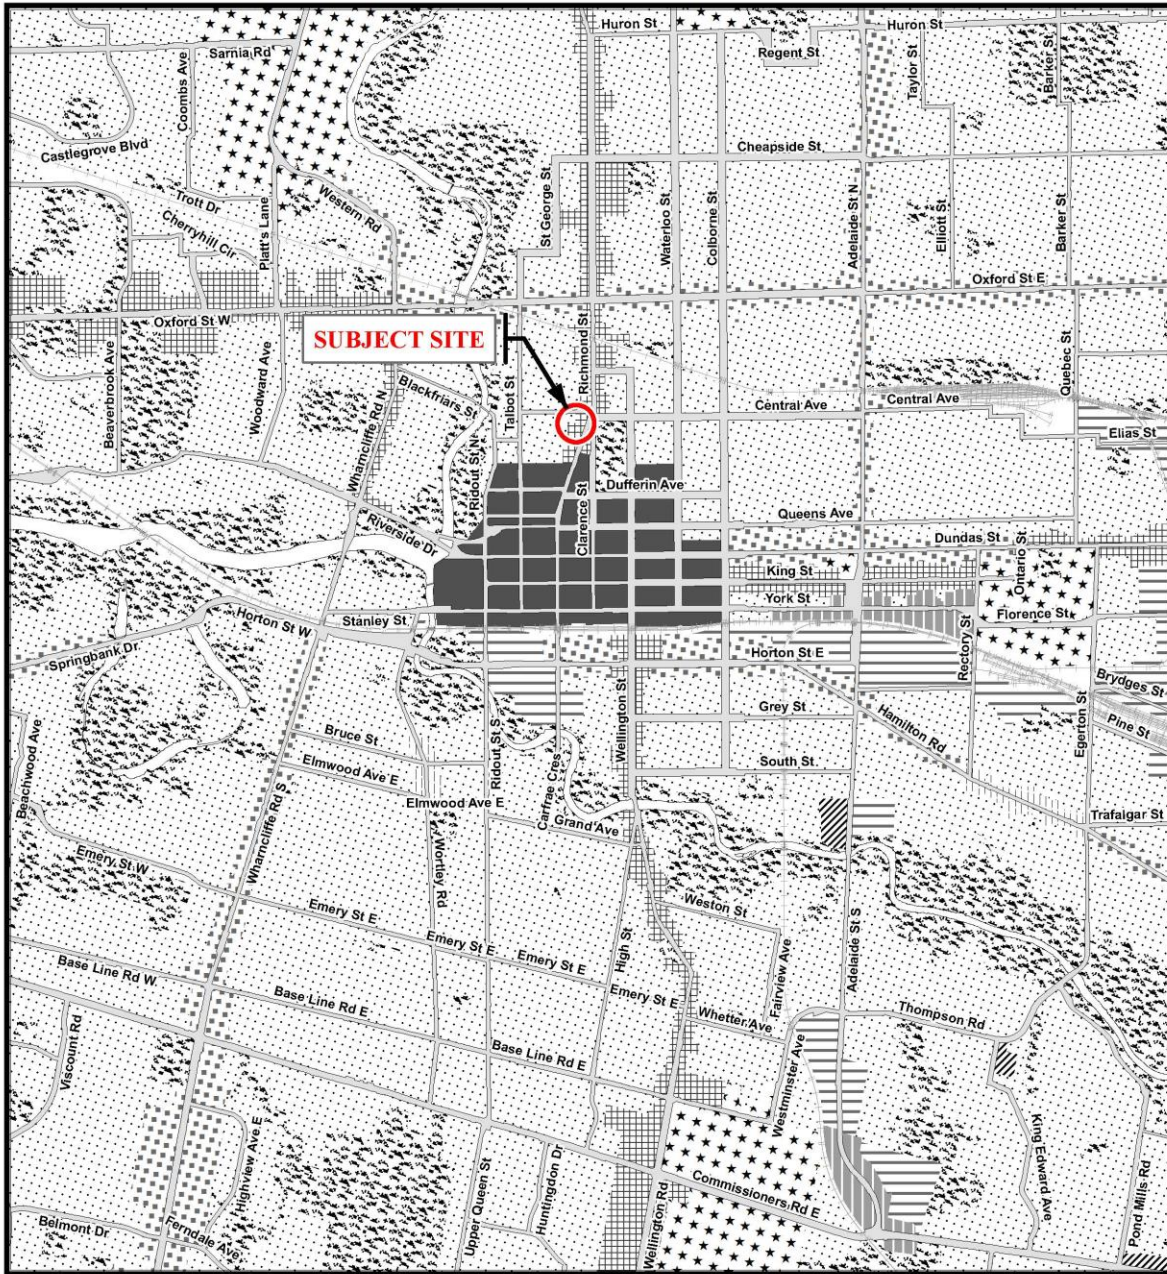 Huron St
Huron St
Sarnia Rd
Regent St
Coombs Ave
Taylor St
Barker St
Castlegrove Blvd
Cheapside St
Trott Dr
Cherryhill Cir
Platt's Lane
Western Rd
St George St
Waterloo St
Colborne St
Adelaide St N
Elliott St
Barker St
Oxford St E
Oxford St W
SUBJECT SITE
Richmond St
Beaverbrook Ave
Woodward Ave
Wharncliffe Rd N
Blackfriars St
Talbot St
Quebec St
Central Ave
Central Ave
Elias St
Ridout St N
Dufferin Ave
Clarence St
Riverside Dr
Queens Ave
Dundas St
Ontario St
King St
York St
Florence St
Horton St W
Stanley St
Springbank Dr
Horton St E
Rectory St
Brydges St
Pine St
Egerton St
Wellington St
Grey St
Hamilton Rd
South St
Beachwood Ave
Bruce St
Elmwood Ave E
Elmwood Ave E
Ridout St S
Carfrae Cres
Grand Ave
Trafalgar St
Wharncliffe Rd S
Emery St W
Wortley Rd
Weston St
Emery St E
Emery St E
Emery St E
Emery St E
High St
Fairview Ave
Adelaide St S
Base Line Rd W
Base Line Rd E
Base Line Rd E
Whetter Ave
Thompson Rd
Viscount Rd
Westminster Ave
Highview Ave E
King Edward Ave
Pond Mills Rd
Belmont Dr
Ferndale Ave
Upper Queen St
Huntingdon Dr
Wellington Rd
Commissioners Rd E